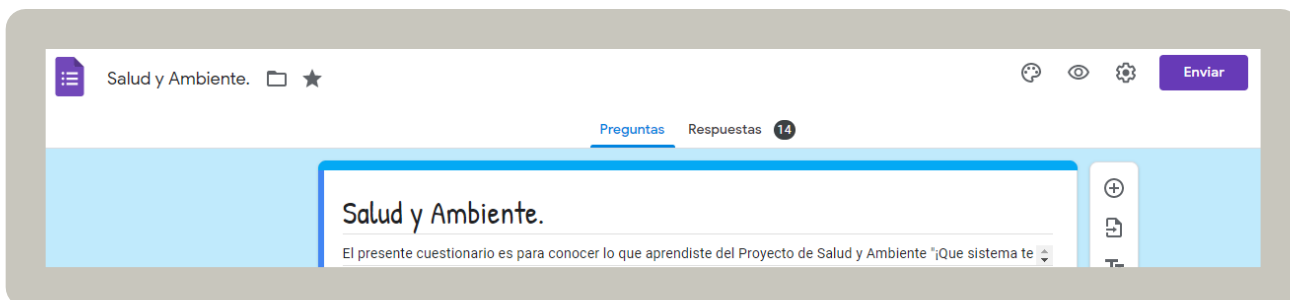 Salud y Ambiente.
Enviar
Preguntas Respuestas 14
Salud y Ambiente.
El presente cuestionario es para conocer lo que aprendiste del Proyecto de Salud y Ambiente "¡Que sistema te